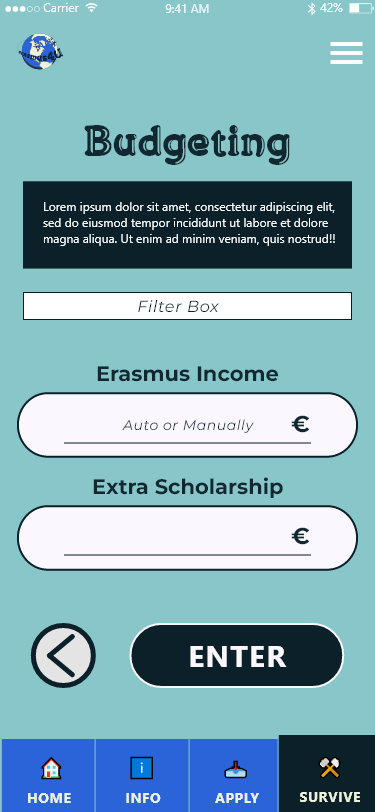 Carrier 9:41 AM 42%
erasmus4U
Budgeting
Lorem ipsum dolor sit amet, consectetur adipiscing elit,
sed do eiusmod tempor incididunt ut labore et dolore
magna aliqua. Ut enim ad minim veniam, quis nostrud!!
Filter Box
Erasmus Income
Auto or Manually €
Extra Scholarship
€
ENTER
i
HOME INFO APPLY SURVIVE